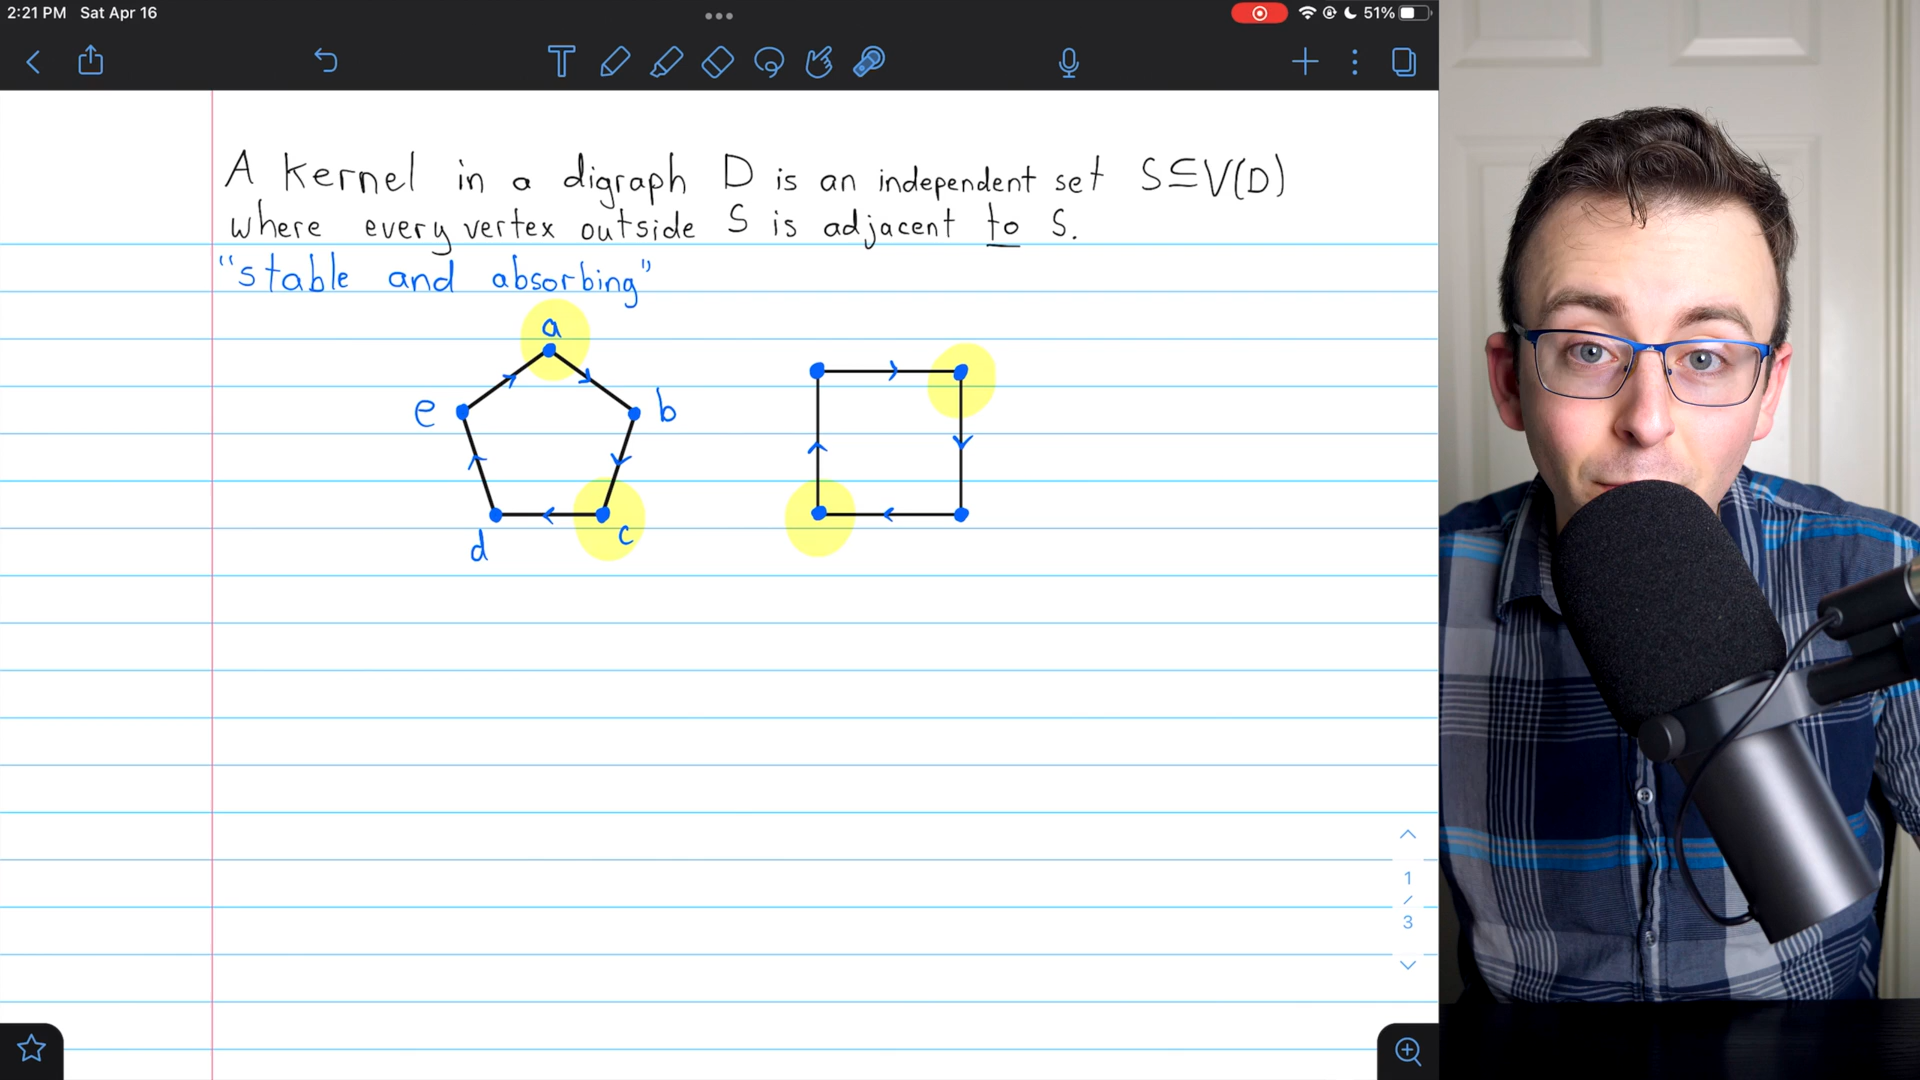 2:21 PM Sat Apr 16
51%
A kernel in a digraph D is an independent set S⊆V(D)
where every vertex outside S is adjacent to S.
"stable and absorbing"
a
e
b
d
c
1
/
3